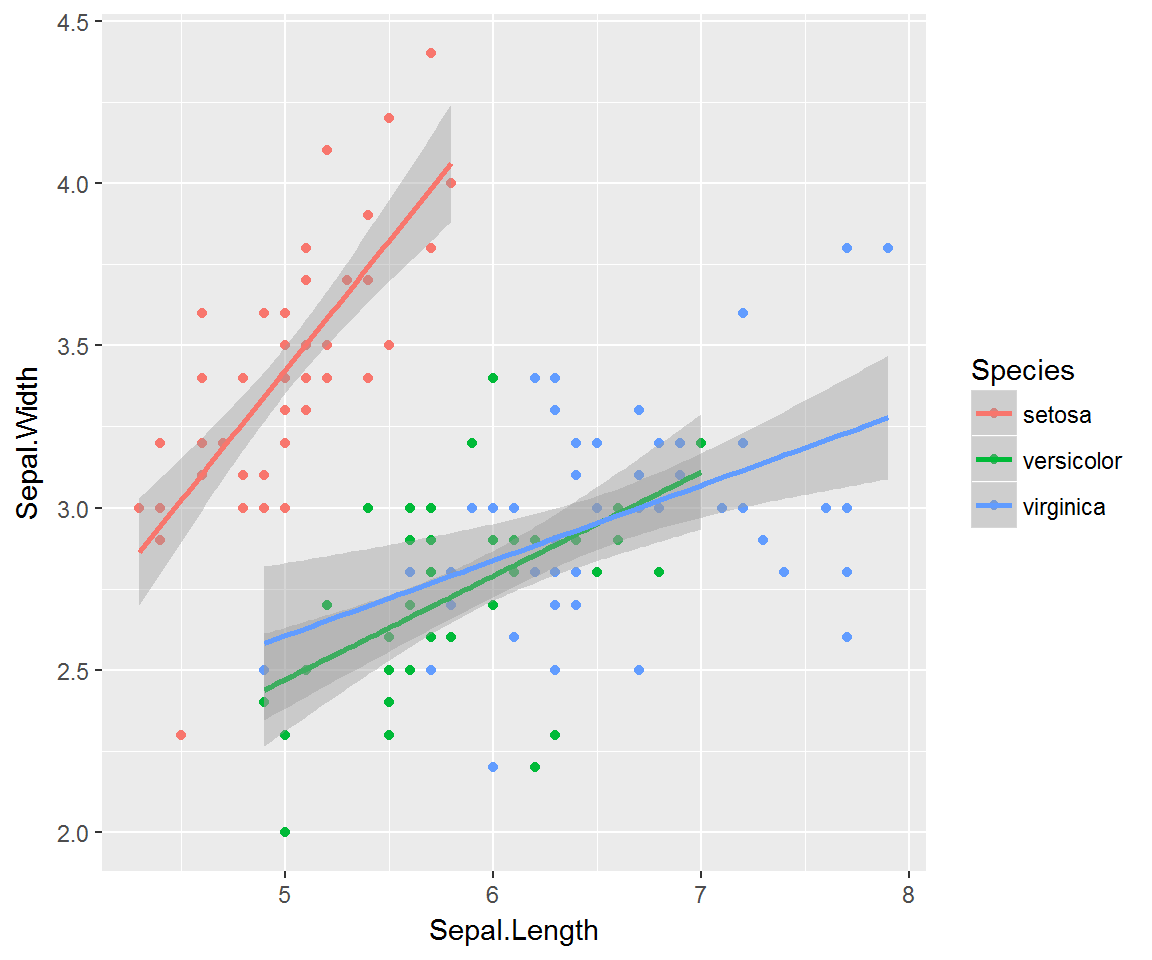 4.5
4.0
3.5
3.0
2.5
2.0
Sepal.Width
5 6 7 8
Sepal.Length
Species
setosa
versicolor
virginica